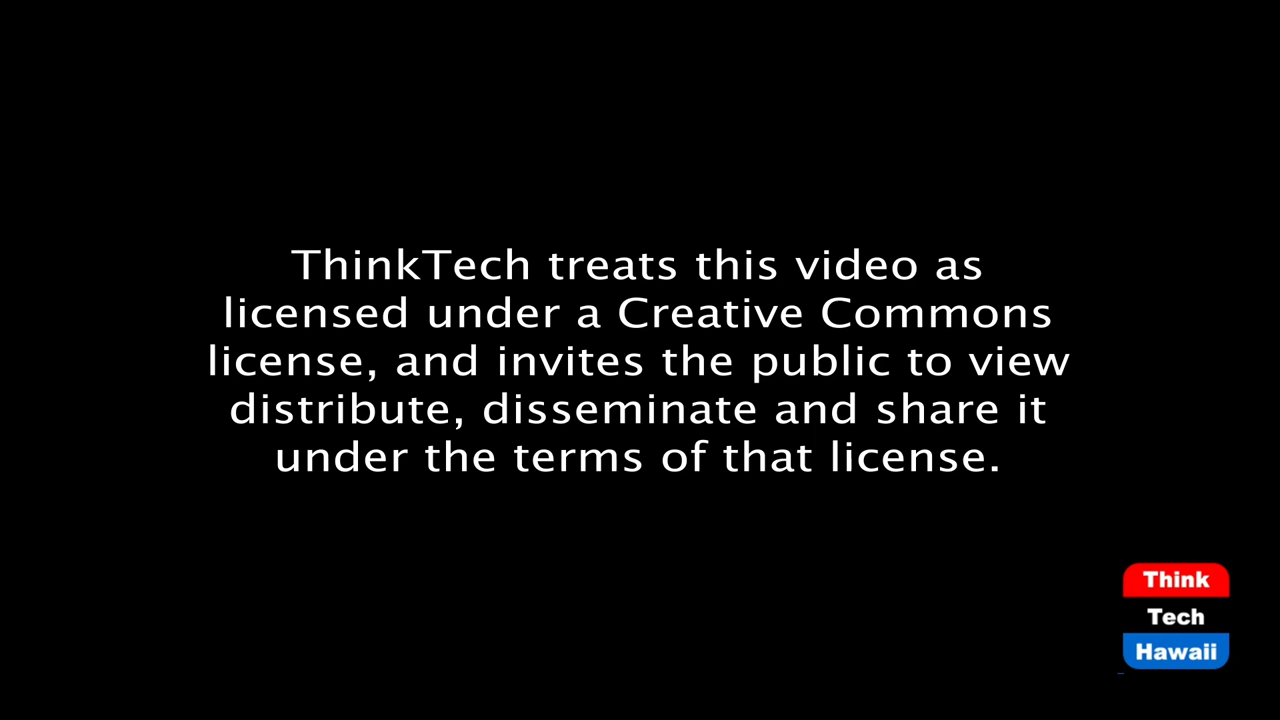 ThinkTech treats this video as
licensed under a Creative Commons
license, and invites the public to view
distribute, disseminate and share it
under the terms of that license.
Think
Tech
Hawaii